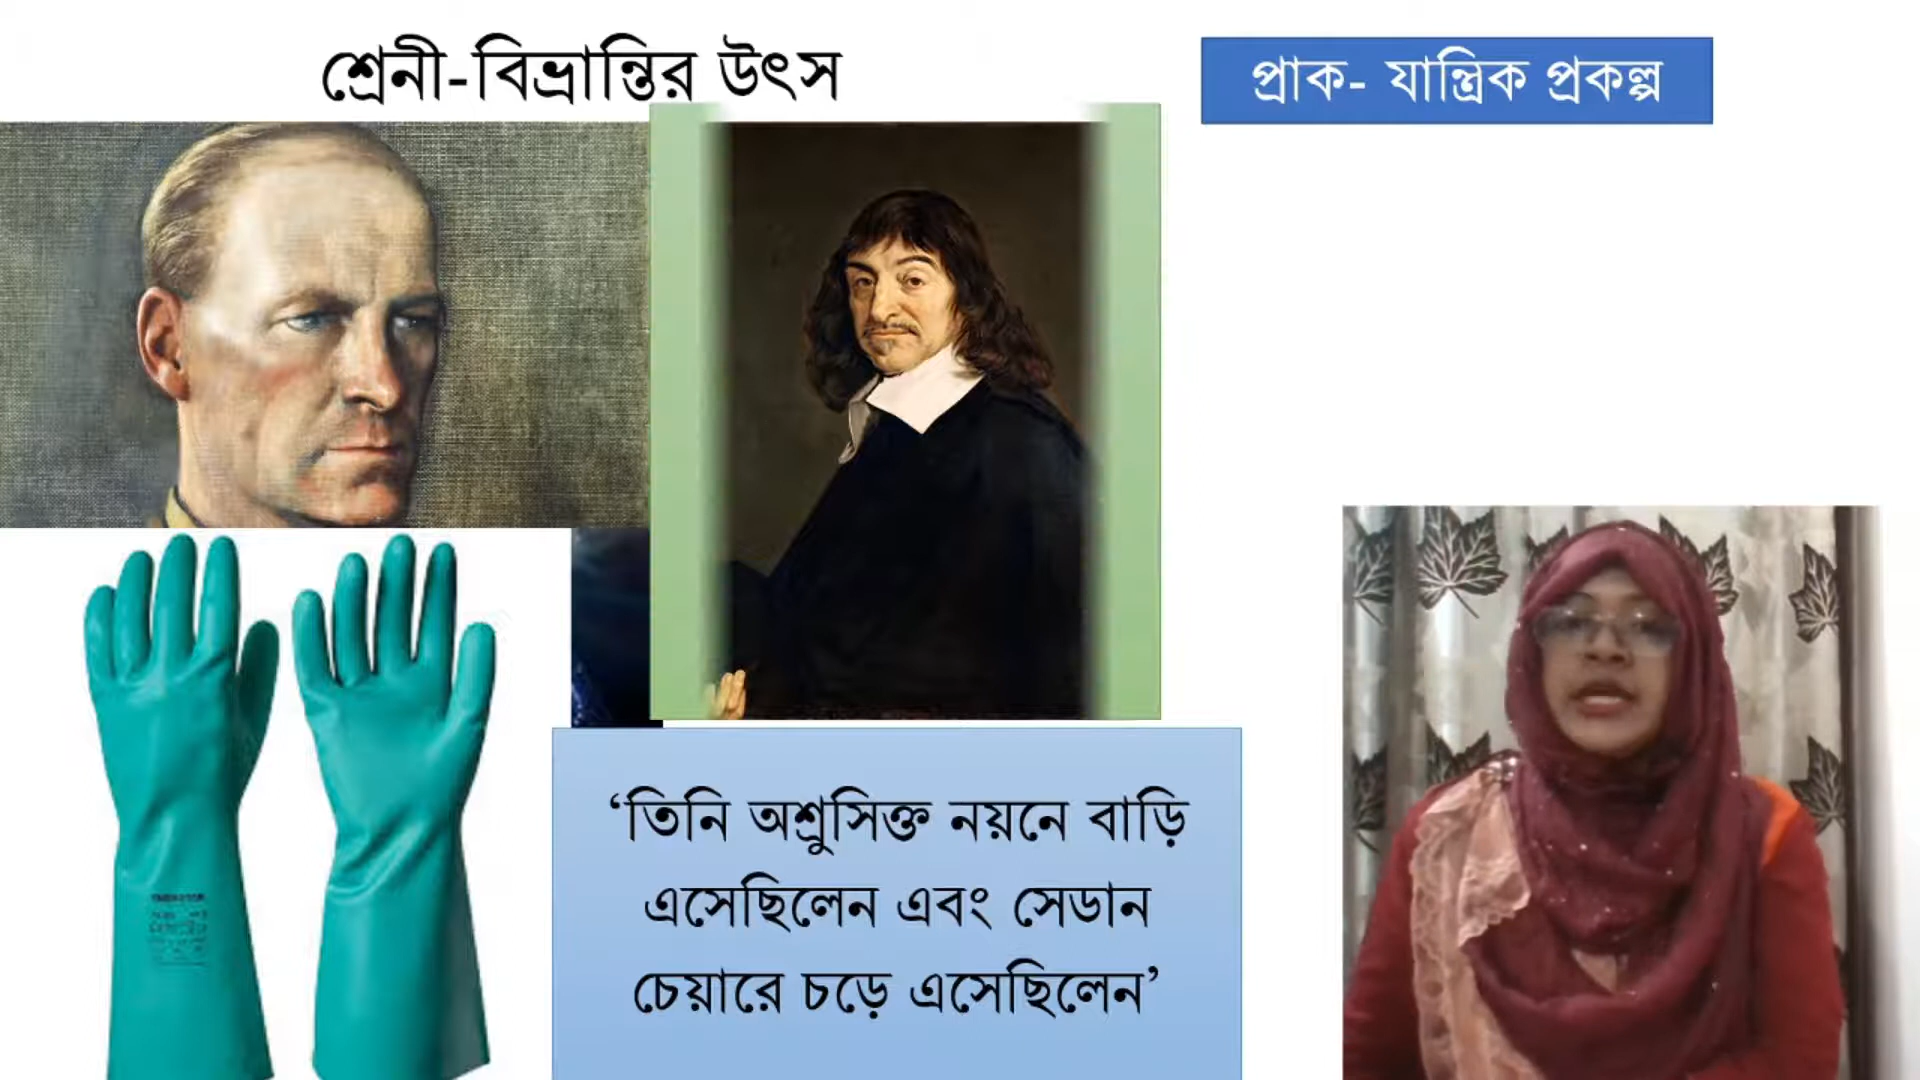 শ্রেনী-বিভ্রান্তির উৎস
প্রাক- যান্ত্রিক প্রকল্প
‘তিনি অশ্রুসিক্ত নয়নে বাড়ি
এসেছিলেন এবং সেডান
চেয়ারে চড়ে এসেছিলেন’